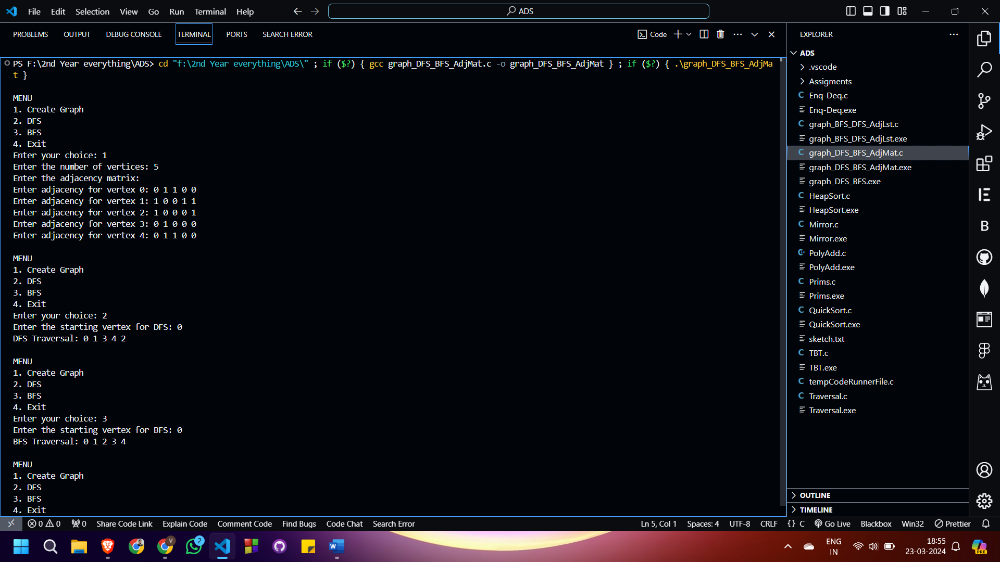 File Edit Selection View Go Run Terminal Help ADS
PROBLEMS OUTPUT DEBUG CONSOLE TERMINAL PORTS SEARCH ERROR Code
PS F:\2nd Year everything\ADS> cd "f:\2nd Year everything\ADS\" ; if ($?) { gcc graph_DFS_BFS_AdjMat.c -o graph_DFS_BFS_AdjMat } ; if ($?) { .\graph_DFS_BFS_AdjMa
t }
MENU
1. Create Graph
2. DFS
3. BFS
4. Exit
Enter your choice: 1
Enter the number of vertices: 5
Enter the adjacency matrix:
Enter adjacency for vertex 0: 0 1 1 0 0
Enter adjacency for vertex 1: 1 0 0 1 1
Enter adjacency for vertex 2: 1 0 0 0 1
Enter adjacency for vertex 3: 0 1 0 0 0
Enter adjacency for vertex 4: 0 1 1 0 0
MENU
1. Create Graph
2. DFS
3. BFS
4. Exit
Enter your choice: 2
Enter the starting vertex for DFS: 0
DFS Traversal: 0 1 3 4 2
MENU
1. Create Graph
2. DFS
3. BFS
4. Exit
Enter your choice: 3
Enter the starting vertex for BFS: 0
BFS Traversal: 0 1 2 3 4
MENU
1. Create Graph
2. DFS
3. BFS
4. Exit
EXPLORER
ADS
.vscode
Assigments
C Enq-Deq.c
Enq-Deq.exe
C graph_BFS_DFS_AdjLst.c
graph_BFS_DFS_AdjLst.exe
C graph_DFS_BFS_AdjMat.c
graph_DFS_BFS_AdjMat.exe
graph_DFS_BFS.exe
C HeapSort.c
HeapSort.exe
C Mirror.c
Mirror.exe
PolyAdd.c
PolyAdd.exe
C Prims.c
Prims.exe
C QuickSort.c
QuickSort.exe
sketch.txt
C TBT.c
TBT.exe
C tempCodeRunnerFile.c
C Traversal.c
Traversal.exe
OUTLINE
TIMELINE
B
0 0 0 Share Code Link Explain Code Comment Code Find Bugs Code Chat Search Error Ln 5, Col 1 Spaces: 4 UTF-8 CRLF {} C Go Live Blackbox Win32 Prettier
V 2 W ENG
IN
18:55
23-03-2024
PRE